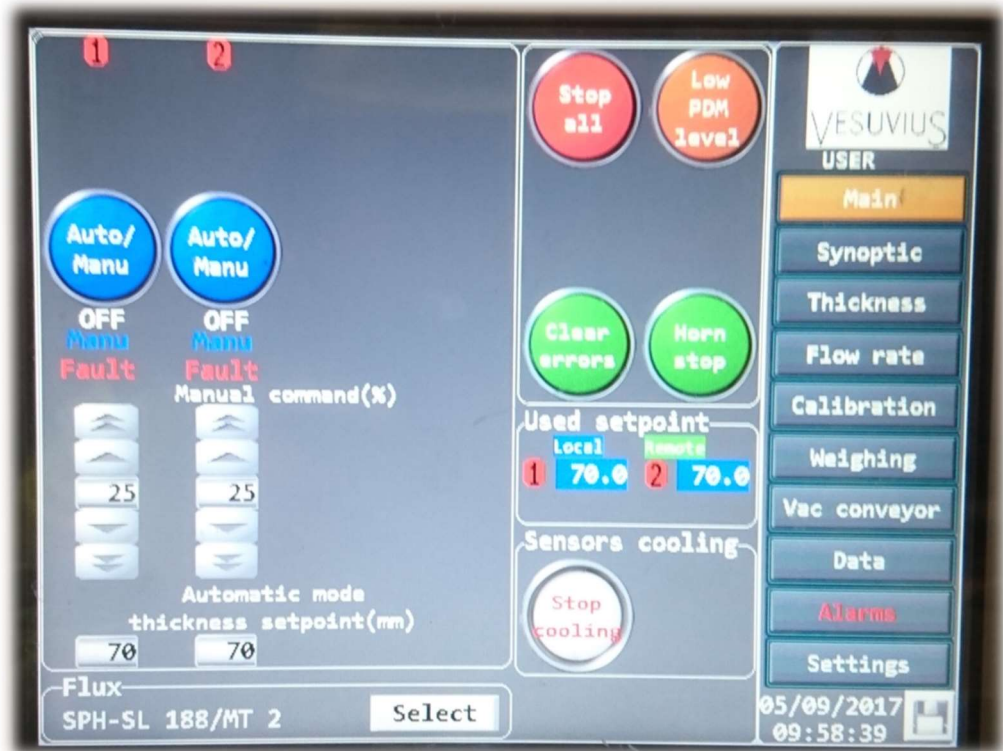 1 2
Auto/
Manu
Auto/
Manu
OFF OFF
Manu Manu
Fault Fault
Manual command(%)
25 25
Automatic mode
thickness setpoint(mm)
70 70
Flux
SPH-SL 188/MT 2 Select
Stop
all
Low
PDM
level
Clear
errors
Horn
stop
Used setpoint
Local Remote
1 70.0 2 70.0
Sensors cooling
Stop
cooling
VESUVIUS
USER
Main
Synoptic
Thickness
Flow rate
Calibration
Weighing
Vac conveyor
Data
Alarms
Settings
05/09/2017
09:58:39